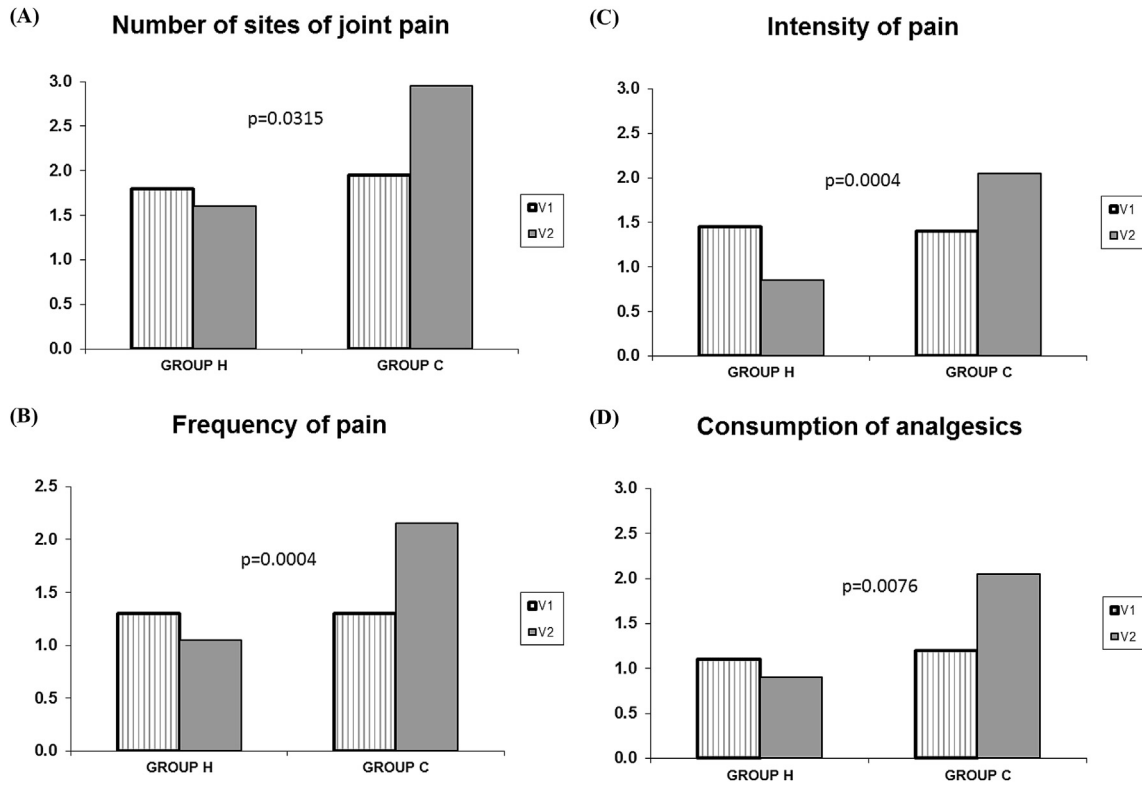 (A)
Number of sites of joint pain
3.0
2.5
2.0
1.5
1.0
0.5
0.0
p=0.0315
GROUP H
GROUP C
V1
V2
(C)
Intensity of pain
3.0
2.5
2.0
1.5
1.0
0.5
0.0
p=0.0004
GROUP H
GROUP C
V1
V2
(B)
Frequency of pain
2.5
2.0
1.5
1.0
0.5
0.0
p=0.0004
GROUP H
GROUP C
V1
V2
(D)
Consumption of analgesics
3.0
2.5
2.0
1.5
1.0
0.5
0.0
p=0.0076
GROUP H
GROUP C
V1
V2